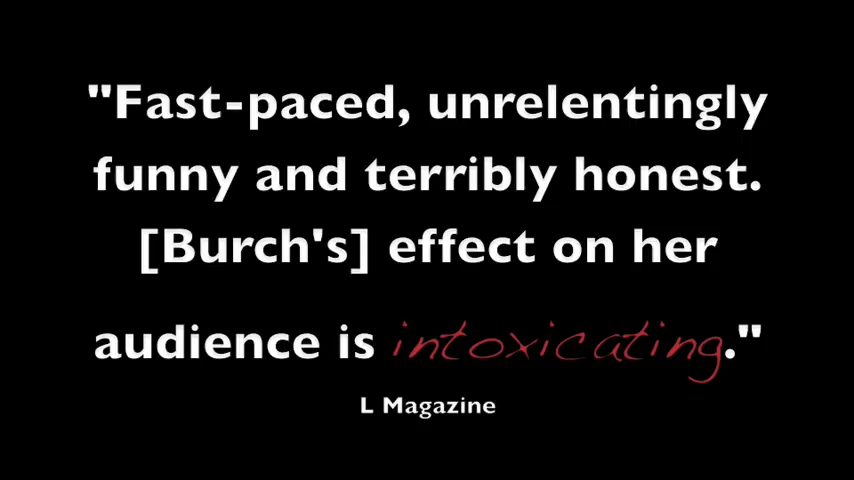 "Fast-paced, unrelentingly
funny and terribly honest.
[Burch's] effect on her
audience is intoxicating."
L Magazine